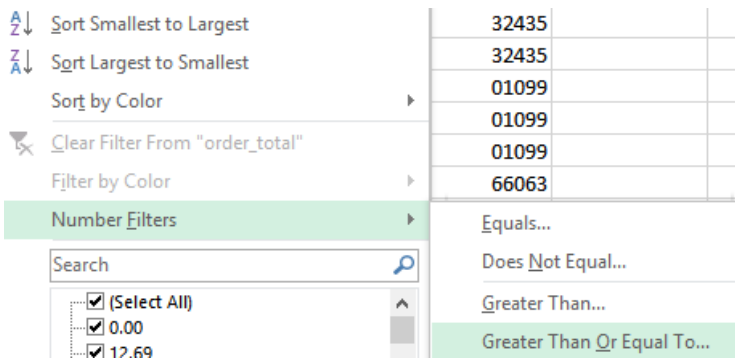 Sort Smallest to Largest
Sort Largest to Smallest
Sort by Color
Clear Filter From "order_total"
Filter by Color
Number Filters
Search
(Select All)
0.00
12.69
32435
32435
01099
01099
01099
66063
Equals...
Does Not Equal...
Greater Than...
Greater Than Or Equal To...